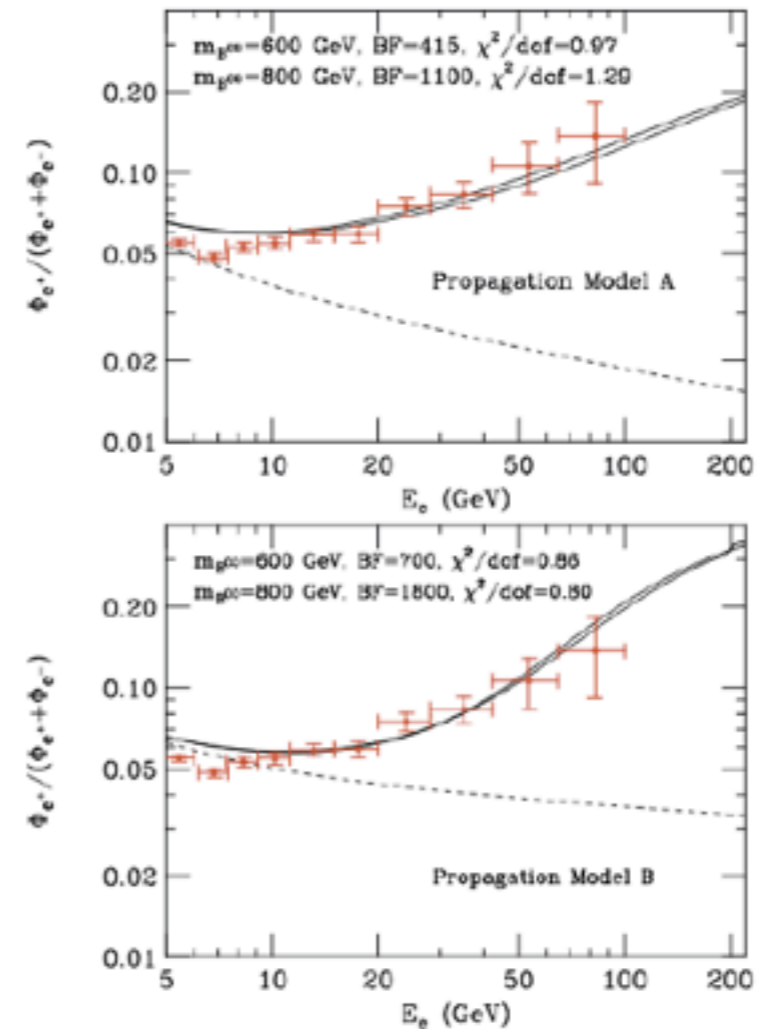 m_B(1)=600 GeV, BF=415, χ²/dof=0.97
m_B(1)=800 GeV, BF=1100, χ²/dof=1.29
0.20
0.10
0.05
0.02
0.01
Φe⁺/(Φe⁺+Φe⁻)
Propagation Model A
5 10 20 50 100 200
Ee (GeV)
m_B(1)=600 GeV, BF=700, χ²/dof=0.86
m_B(1)=800 GeV, BF=1800, χ²/dof=0.80
0.20
0.10
0.05
0.02
0.01
Φe⁺/(Φe⁺+Φe⁻)
Propagation Model B
5 10 20 50 100 200
Ee (GeV)